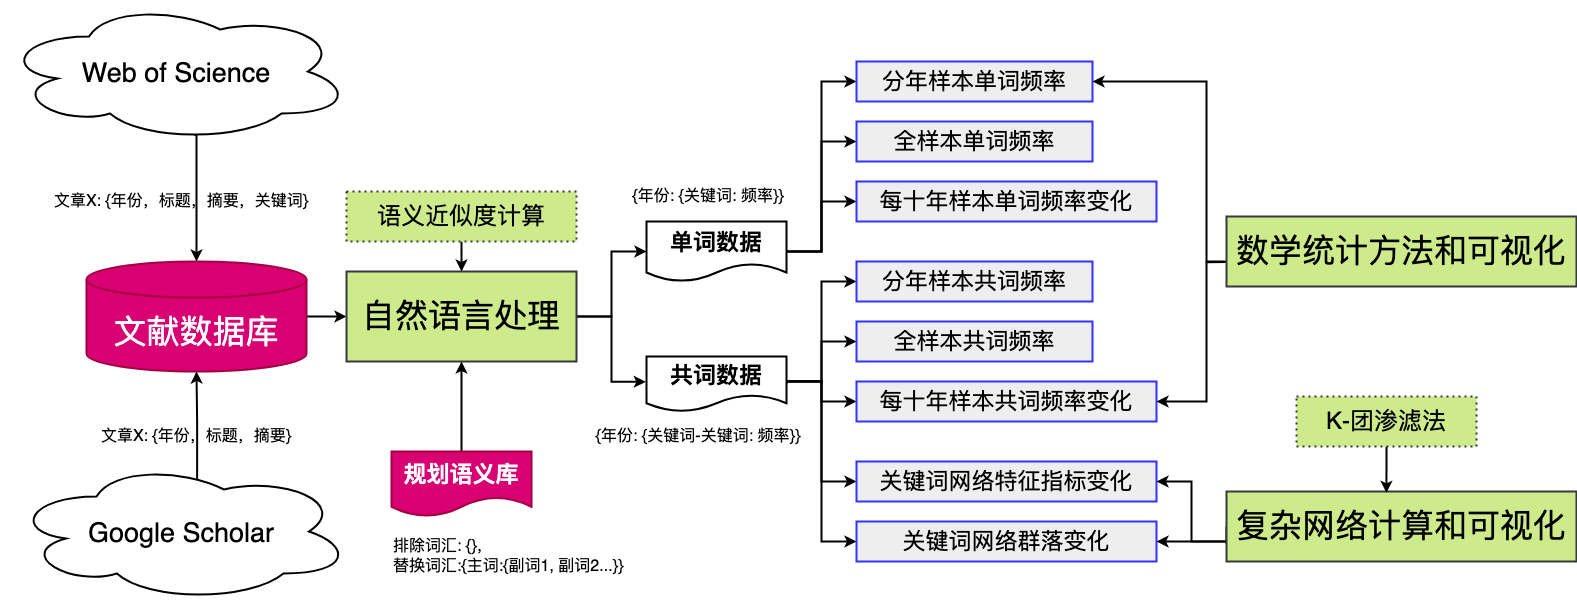 Web of Science
文章X: {年份，标题，摘要，关键词}
文献数据库
文章X: {年份，标题，摘要}
Google Scholar
语义近似度计算
自然语言处理
规划语义库
排除词汇: {},
替换词汇:{主词:{副词1, 副词2...}}
{年份: {关键词: 频率}}
单词数据
共词数据
{年份: {关键词-关键词: 频率}}
分年样本单词频率
全样本单词频率
每十年样本单词频率变化
分年样本共词频率
全样本共词频率
每十年样本共词频率变化
关键词网络特征指标变化
关键词网络群落变化
数学统计方法和可视化
K-团渗滤法
复杂网络计算和可视化